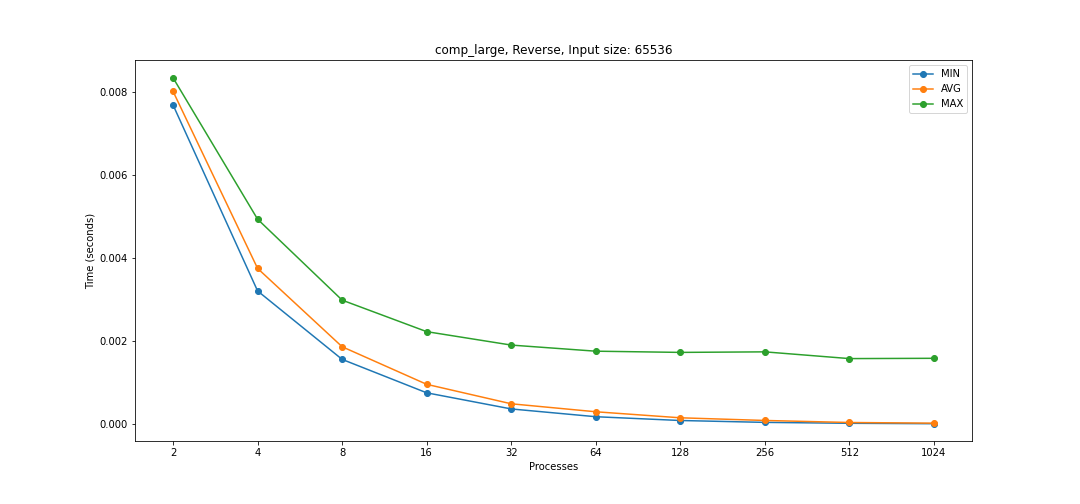 comp_large, Reverse, Input size: 65536
MIN
AVG
MAX
0.008
0.006
0.004
0.002
0.000
Time (seconds)
2 4 8 16 32 64 128 256 512 1024
Processes